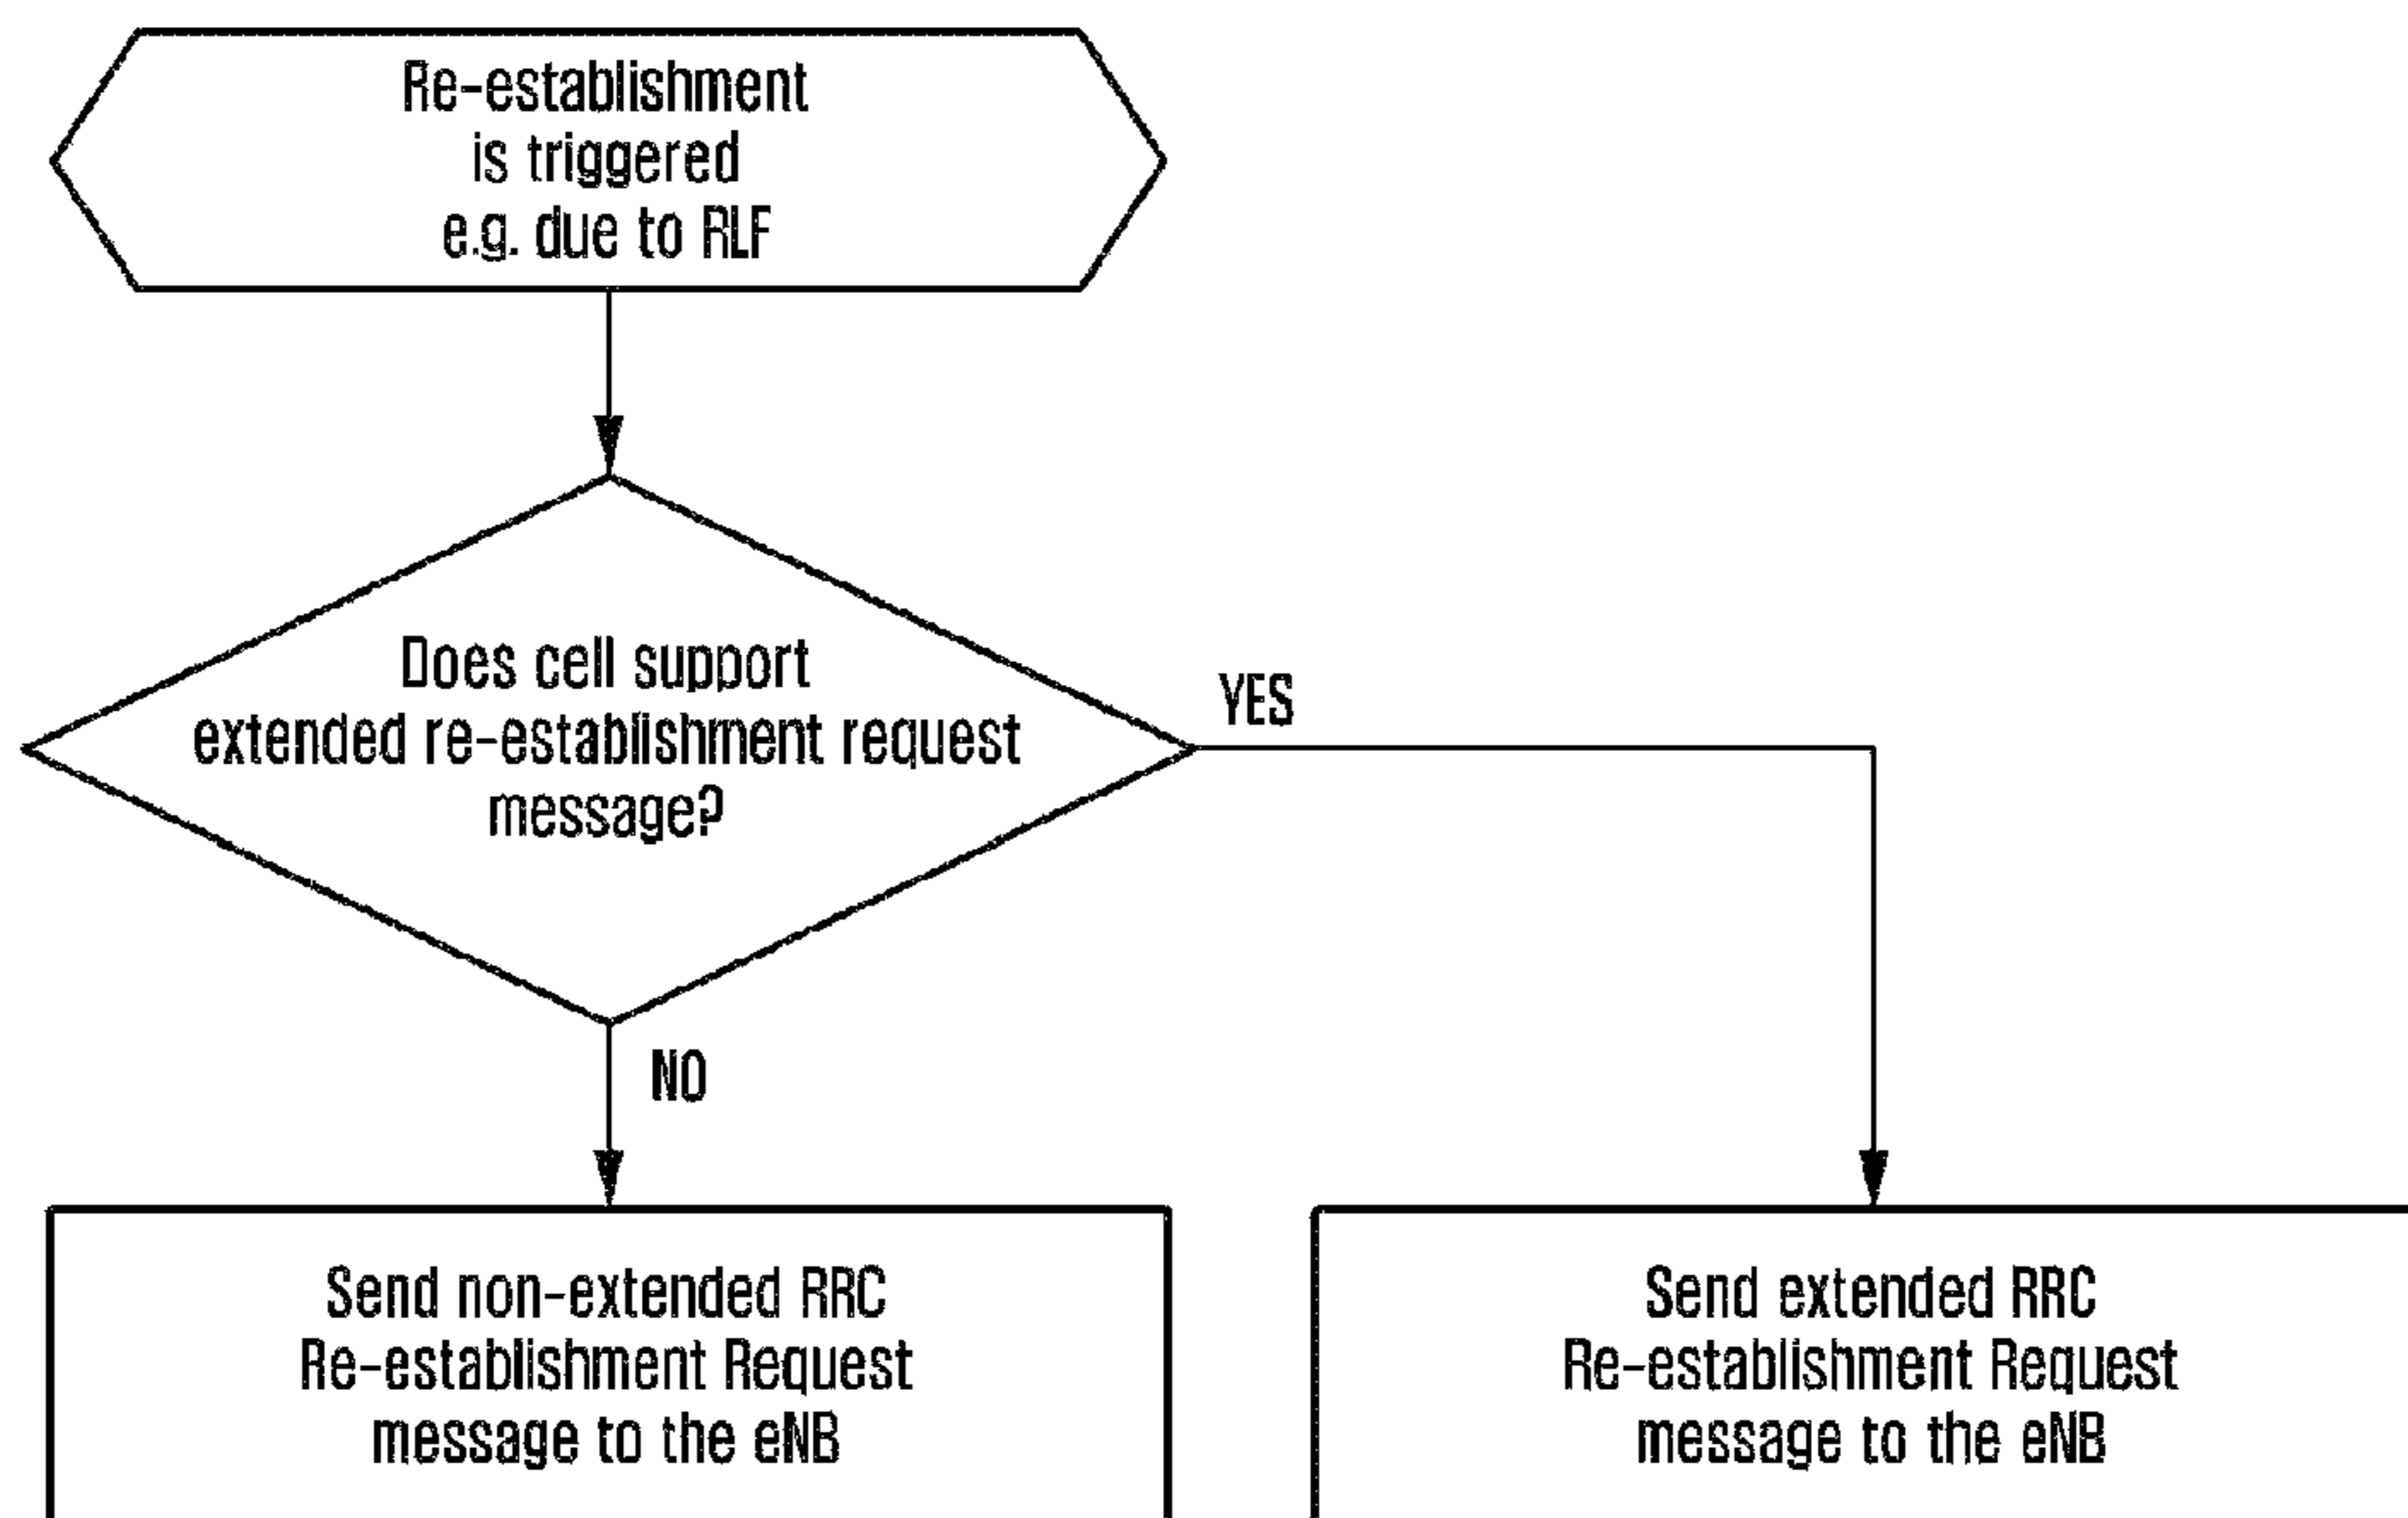 Re-establishment
is triggered
e.g. due to RLF
Does cell support
extended re-establishment request
message?
YES
NO
Send non-extended RRC
Re-establishment Request
message to the eNB
Send extended RRC
Re-establishment Request
message to the eNB